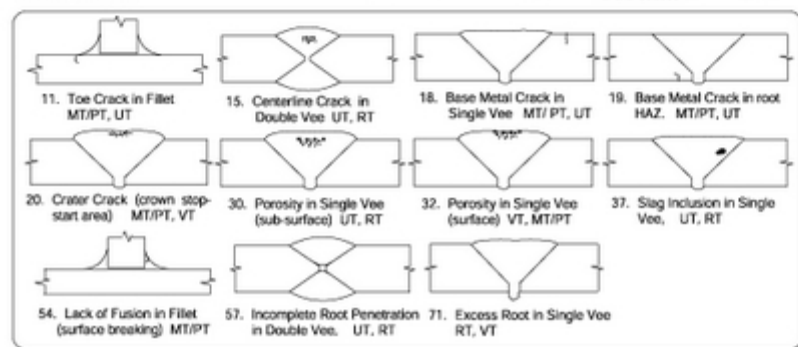 11. Toe Crack in Fillet
MT/PT, UT
15. Centerline Crack in
Double Vee UT, RT
18. Base Metal Crack in
Single Vee MT/ PT, UT
19. Base Metal Crack in root
HAZ. MT/PT, UT
20. Crater Crack (crown stop-
start area) MT/PT, VT
30. Porosity in Single Vee
(sub-surface) UT, RT
32. Porosity in Single Vee
(surface) VT, MT/PT
37. Slag Inclusion in Single
Vee, UT, RT
54. Lack of Fusion in Fillet
(surface breaking) MT/PT
57. Incomplete Root Penetration
in Double Vee, UT, RT
71. Excess Root in Single Vee
RT, VT